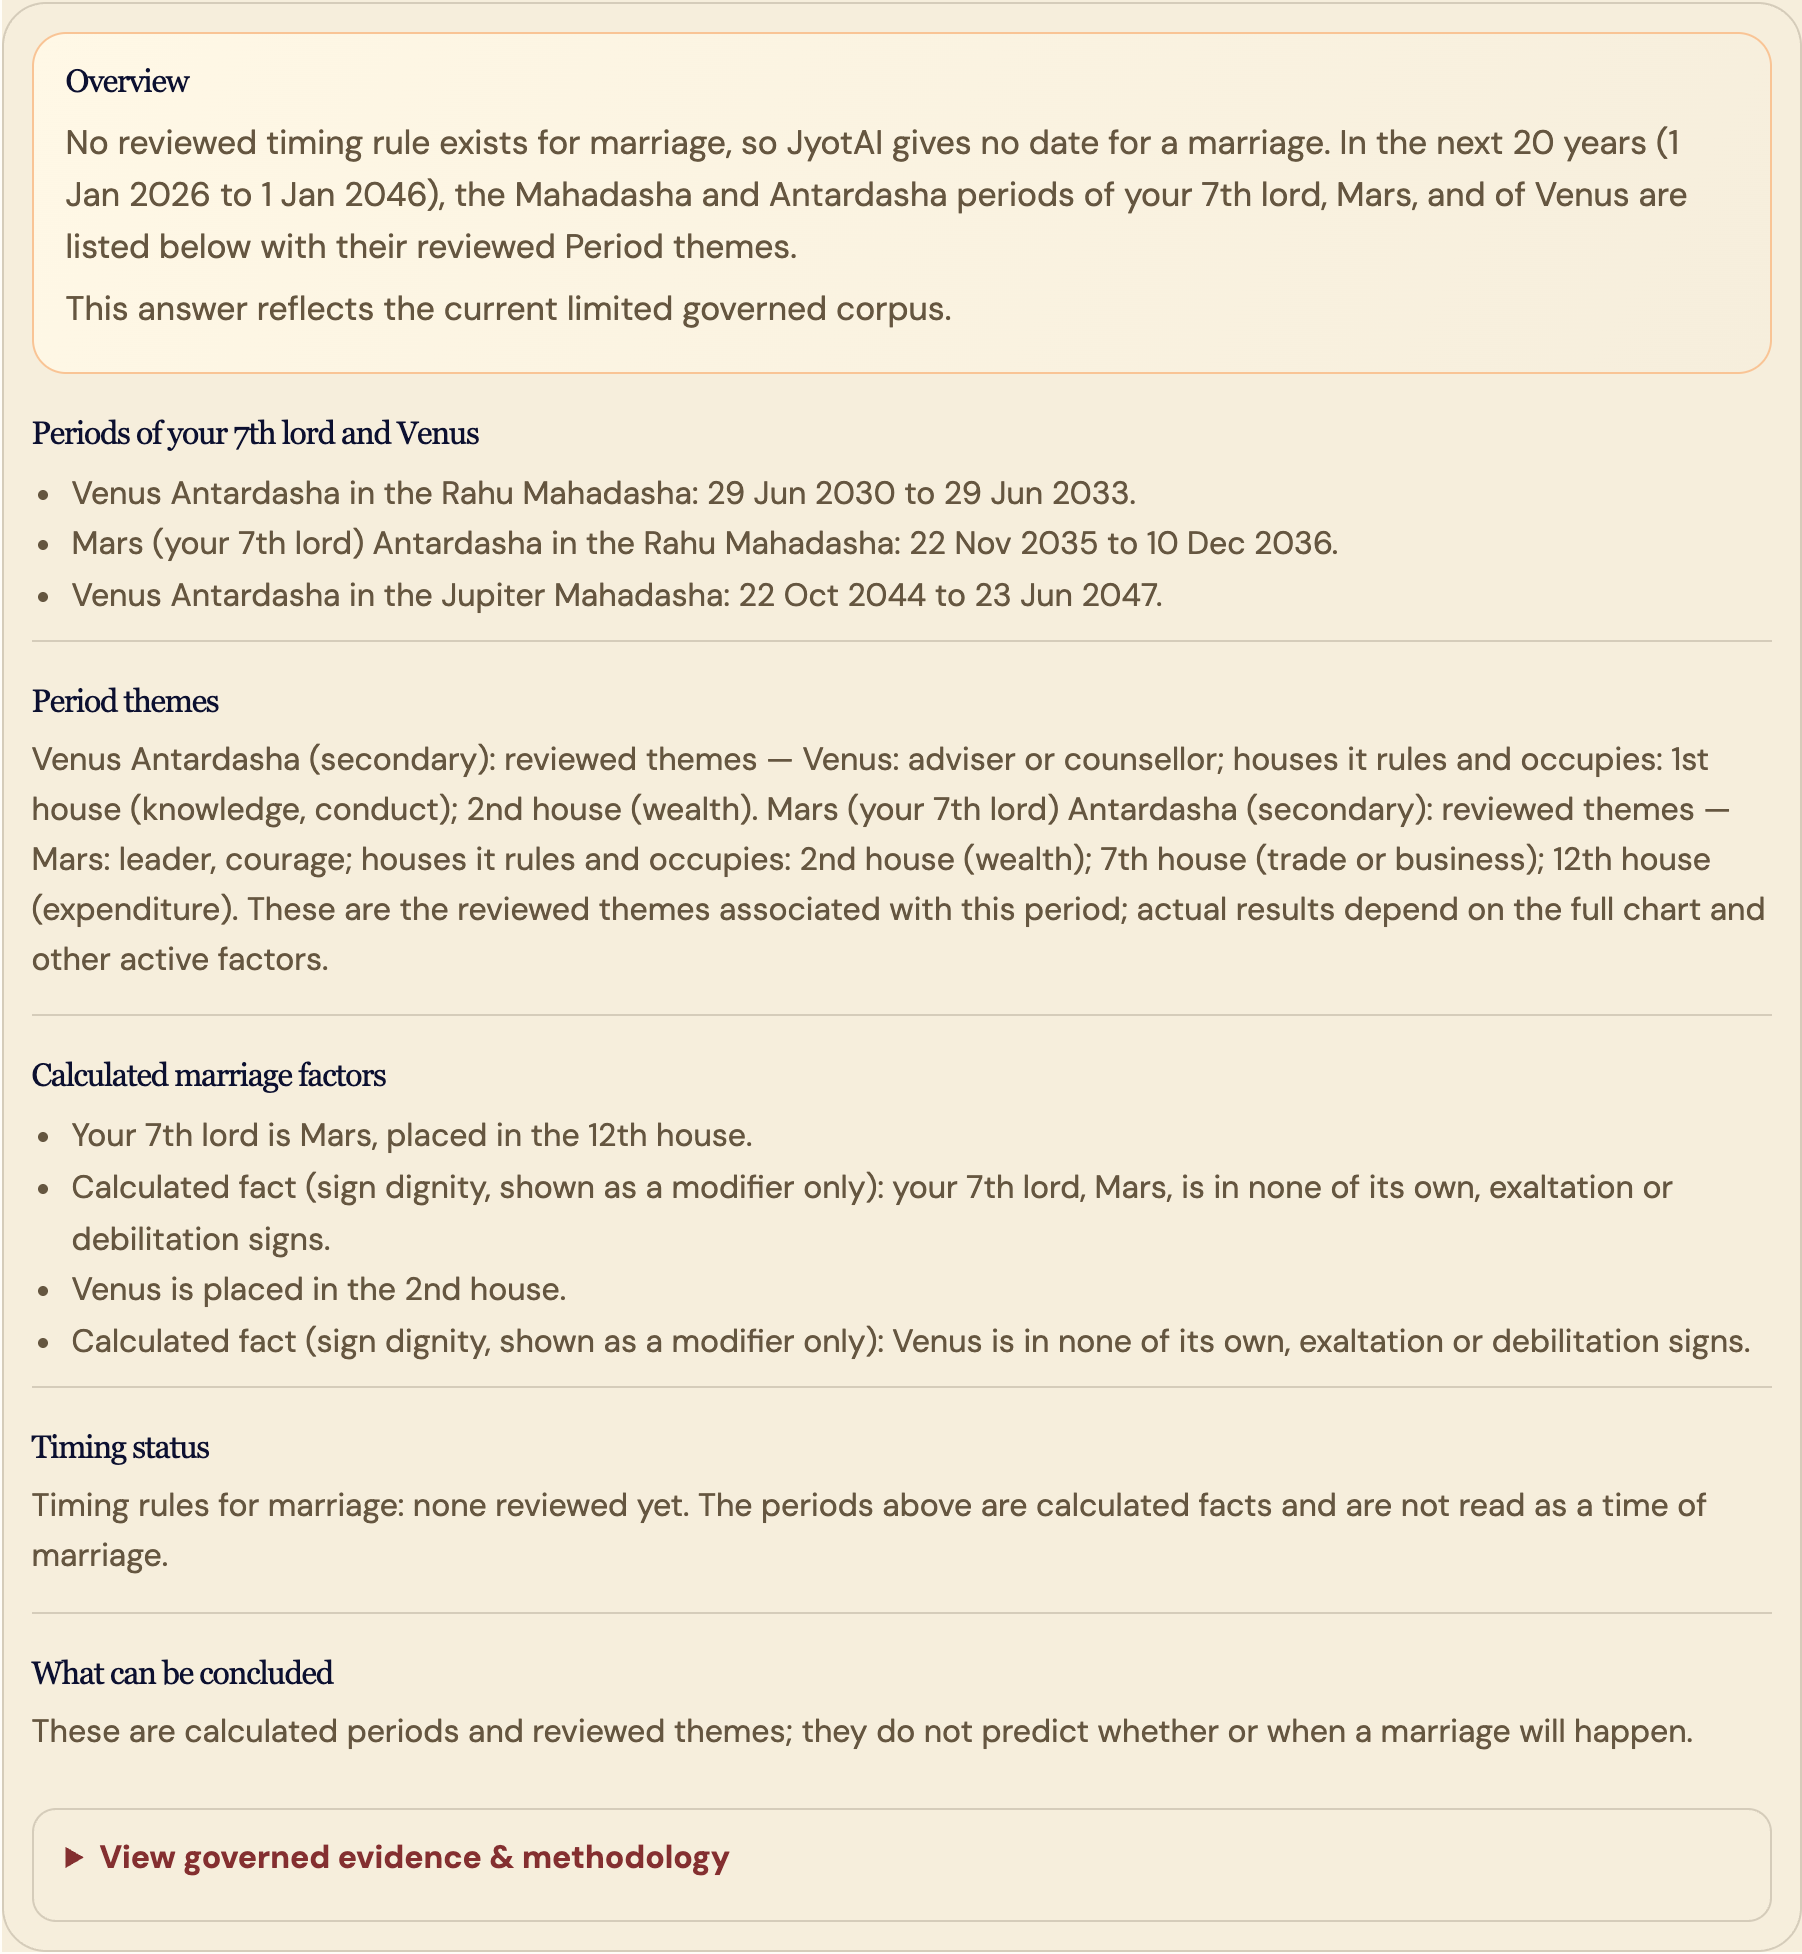 Overview
No reviewed timing rule exists for marriage, so JyotAI gives no date for a marriage. In the next 20 years (1
Jan 2026 to 1 Jan 2046), the Mahadasha and Antardasha periods of your 7th lord, Mars, and of Venus are
listed below with their reviewed Period themes.
This answer reflects the current limited governed corpus.
Periods of your 7th lord and Venus
• Venus Antardasha in the Rahu Mahadasha: 29 Jun 2030 to 29 Jun 2033.
• Mars (your 7th lord) Antardasha in the Rahu Mahadasha: 22 Nov 2035 to 10 Dec 2036.
• Venus Antardasha in the Jupiter Mahadasha: 22 Oct 2044 to 23 Jun 2047.
Period themes
Venus Antardasha (secondary): reviewed themes — Venus: adviser or counsellor; houses it rules and occupies: 1st
house (knowledge, conduct); 2nd house (wealth). Mars (your 7th lord) Antardasha (secondary): reviewed themes —
Mars: leader, courage; houses it rules and occupies: 2nd house (wealth); 7th house (trade or business); 12th house
(expenditure). These are the reviewed themes associated with this period; actual results depend on the full chart and
other active factors.
Calculated marriage factors
• Your 7th lord is Mars, placed in the 12th house.
• Calculated fact (sign dignity, shown as a modifier only): your 7th lord, Mars, is in none of its own, exaltation or
debilitation signs.
• Venus is placed in the 2nd house.
• Calculated fact (sign dignity, shown as a modifier only): Venus is in none of its own, exaltation or debilitation signs.
Timing status
Timing rules for marriage: none reviewed yet. The periods above are calculated facts and are not read as a time of
marriage.
What can be concluded
These are calculated periods and reviewed themes; they do not predict whether or when a marriage will happen.
▶ View governed evidence & methodology